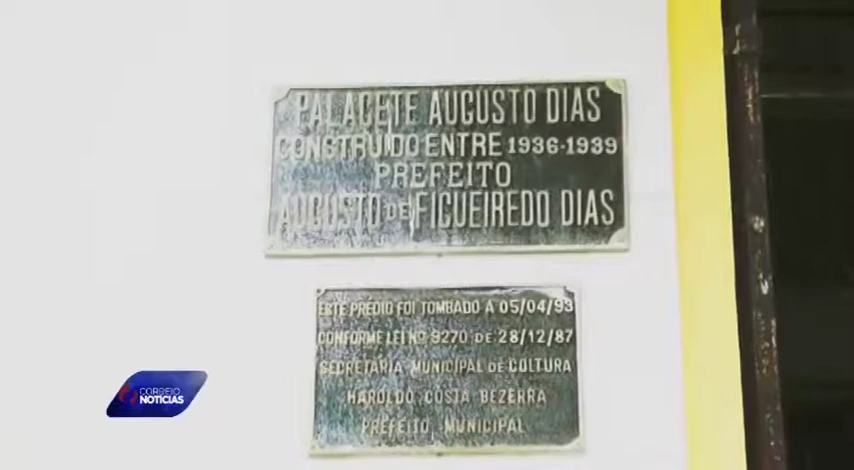 PALACETE AUGUSTO DIAS
CONSTRUIDO ENTRE 1936-1939
PREFEITO
AUGUSTO DE FIGUEIREDO DIAS
ESTE PRÉDIO FOI TOMBADO A 05/04/93
CONFORME LEI Nº 9270 DE 28/12/87
SECRETARIA MUNICIPAL DE COLTURA
HAROLDO COSTA BEZERRA
PREFEITO MUNICIPAL
CORREIO
NOTÍCIAS